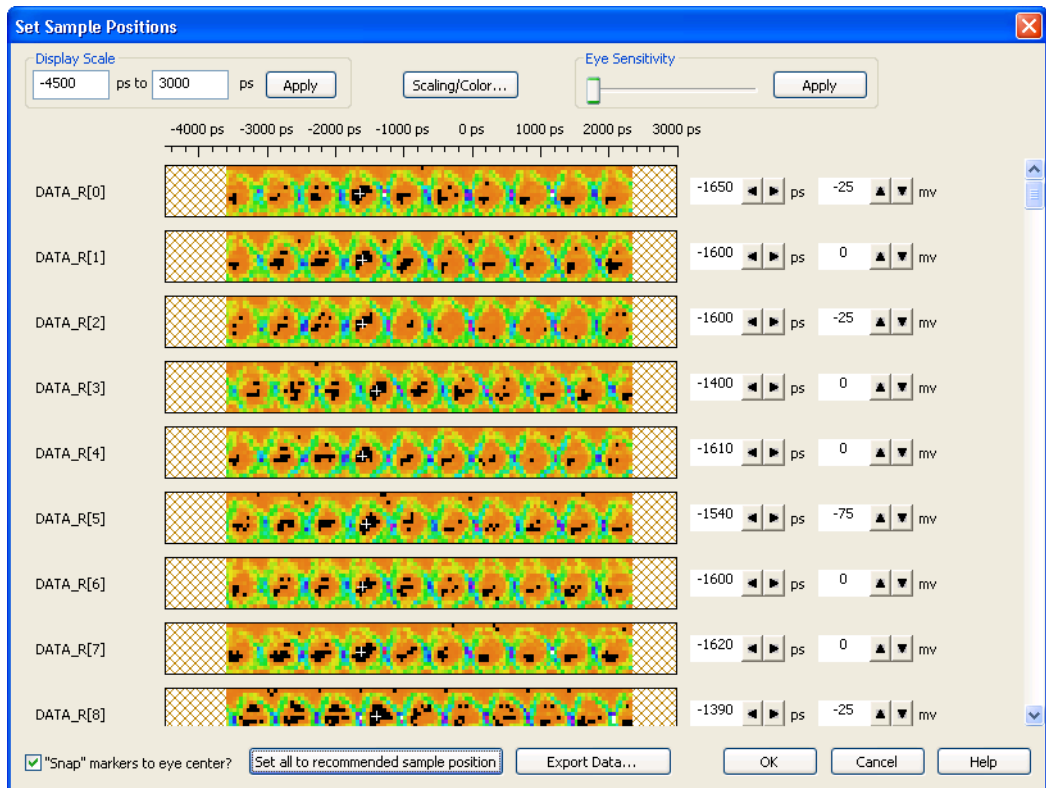 Set Sample Positions
Display Scale
-4500 ps to 3000 ps Apply
Scaling/Color...
Eye Sensitivity
Apply
-4000 ps -3000 ps -2000 ps -1000 ps 0 ps 1000 ps 2000 ps 3000 ps
DATA_R[0] -1650 ps -25 mv
DATA_R[1] -1600 ps 0 mv
DATA_R[2] -1600 ps -25 mv
DATA_R[3] -1400 ps 0 mv
DATA_R[4] -1610 ps 0 mv
DATA_R[5] -1540 ps -75 mv
DATA_R[6] -1600 ps 0 mv
DATA_R[7] -1620 ps 0 mv
DATA_R[8] -1390 ps -25 mv
"Snap" markers to eye center? Set all to recommended sample position Export Data... OK Cancel Help